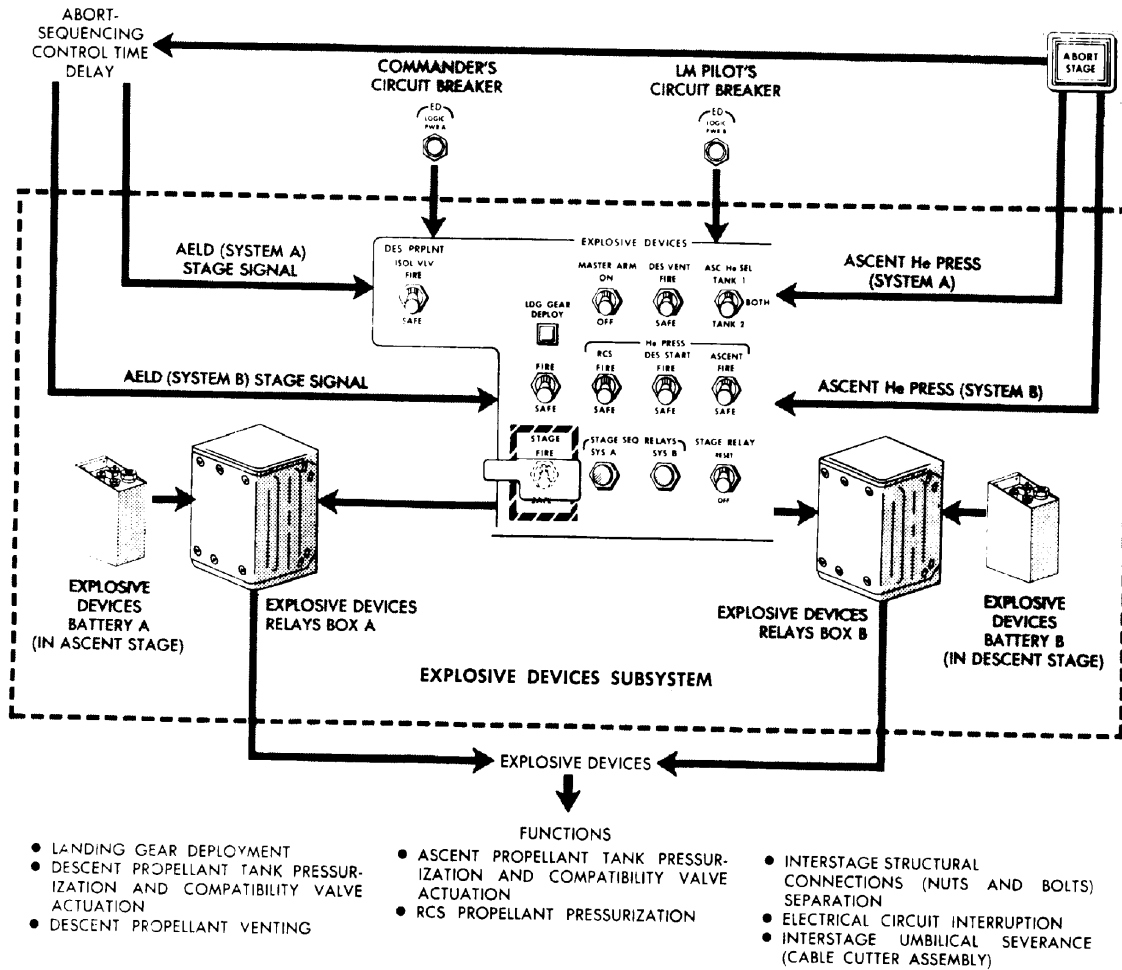 ABORT-
SEQUENCING
CONTROL TIME
DELAY
COMMANDER'S
CIRCUIT BREAKER
ED
LOGIC
PWR A
LM PILOT'S
CIRCUIT BREAKER
ED
LOGIC
PWR B
ABORT
STAGE
AELD (SYSTEM A)
STAGE SIGNAL
AELD (SYSTEM B) STAGE SIGNAL
ASCENT He PRESS
(SYSTEM A)
ASCENT He PRESS (SYSTEM B)
EXPLOSIVE DEVICES
DES PRPLNT
ISOL VLV
FIRE
SAFE
MASTER ARM
ON
OFF
DES VENT
FIRE
SAFE
ASC He SEL
TANK 1
BOTH
TANK 2
LDG GEAR
DEPLOY
FIRE
SAFE
He PRESS
RCS
FIRE
SAFE
DES START
FIRE
SAFE
ASCENT
FIRE
SAFE
STAGE
FIRE
SAFE
STAGE SEQ RELAYS
SYS A
SYS B
STAGE RELAY
RESET
OFF
EXPLOSIVE
DEVICES
BATTERY A
(IN ASCENT STAGE)
EXPLOSIVE DEVICES
RELAYS BOX A
EXPLOSIVE DEVICES
RELAYS BOX B
EXPLOSIVE
DEVICES
BATTERY B
(IN DESCENT STAGE)
EXPLOSIVE DEVICES SUBSYSTEM
EXPLOSIVE DEVICES
FUNCTIONS
● LANDING GEAR DEPLOYMENT
● DESCENT PROPELLANT TANK PRESSUR-
IZATION AND COMPATIBILITY VALVE
ACTUATION
● DESCENT PROPELLANT VENTING
● ASCENT PROPELLANT TANK PRESSUR-
IZATION AND COMPATIBILITY VALVE
ACTUATION
● RCS PROPELLANT PRESSURIZATION
● INTERSTAGE STRUCTURAL
CONNECTIONS (NUTS AND BOLTS)
SEPARATION
● ELECTRICAL CIRCUIT INTERRUPTION
● INTERSTAGE UMBILICAL SEVERANCE
(CABLE CUTTER ASSEMBLY)